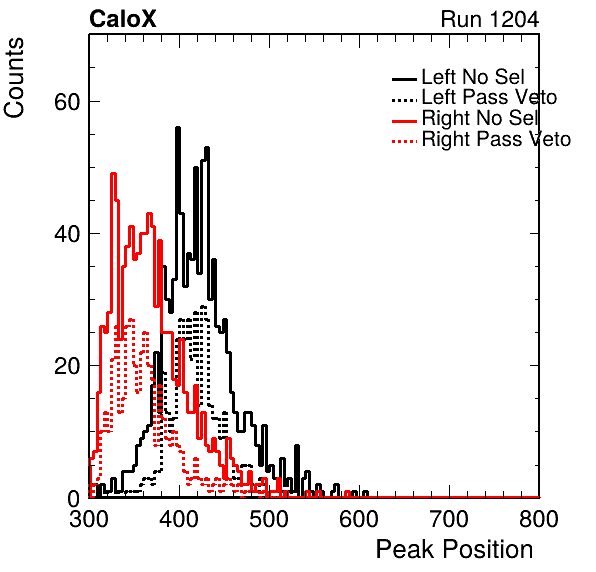 CaloX
Run 1204
Counts
Left No Sel
Left Pass Veto
Right No Sel
Right Pass Veto
60
40
20
0
300 400 500 600 700 800
Peak Position